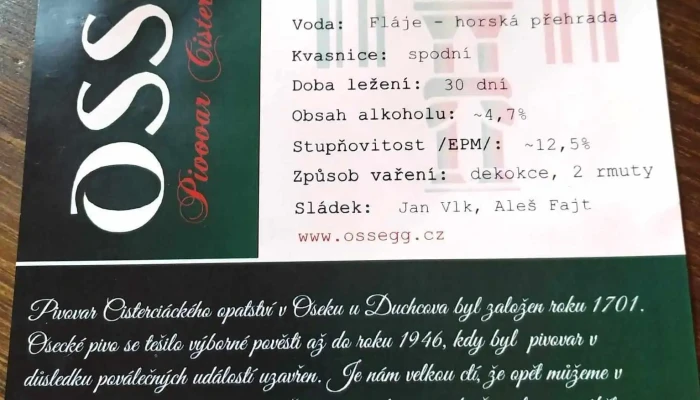 OSS
Pivovar Cister
Voda: Fláje - horská přehrada
Kvasnice: spodní
Doba ležení: 30 dní
Obsah alkoholu: ~4,7%
Stupňovitost /EPM/: ~12,5%
Způsob vaření: dekokce, 2 rmuty
Sládek: Jan Vlk, Aleš Fajt
www.ossegg.cz
Pivovar Cisterciáckého opatství v Oseku u Duchcova byl založen roku 1701.
Osecké pivo se těšilo výborné pověsti až do roku 1946, kdy byl pivovar v
důsledku poválečných událostí uzavřen. Je nám velkou ctí, že opět můžeme v